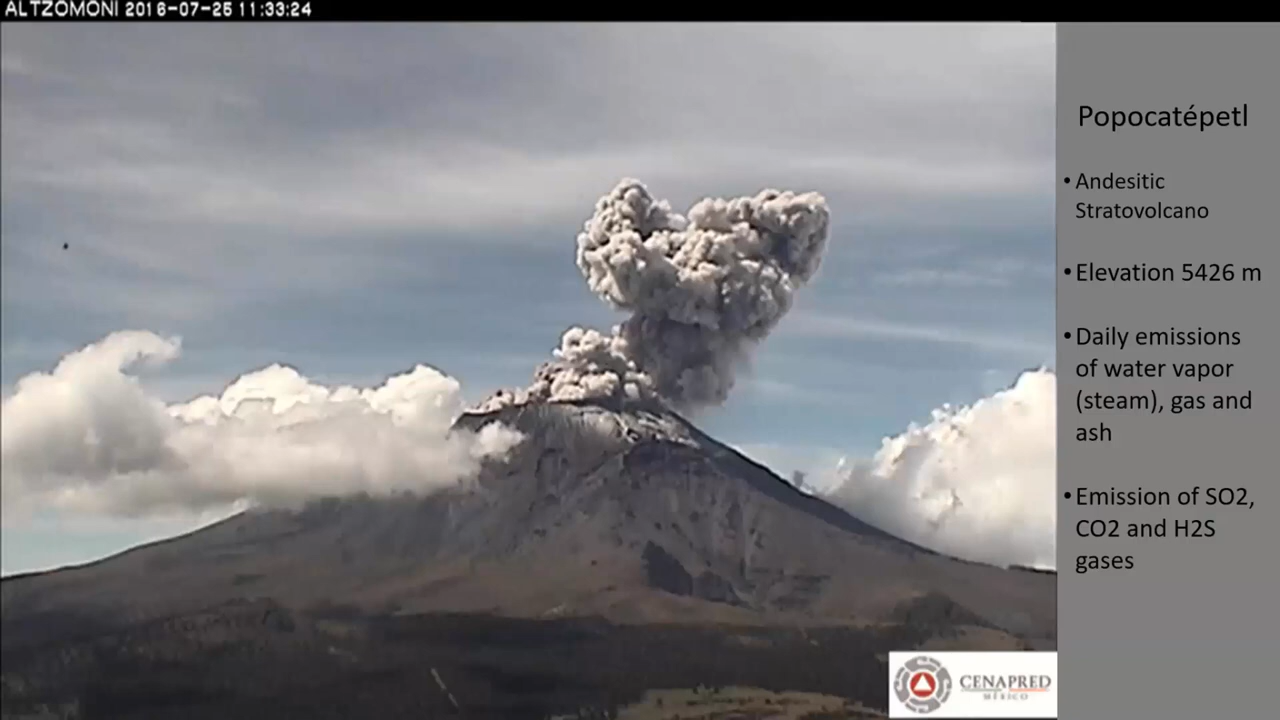 ALTZOMONI 2016-07-25 11:33:24
Popocatépetl
• Andesitic
Stratovolcano
• Elevation 5426 m
• Daily emissions
of water vapor
(steam), gas and
ash
• Emission of SO2,
CO2 and H2S
gases
CENAPRED
MÉXICO